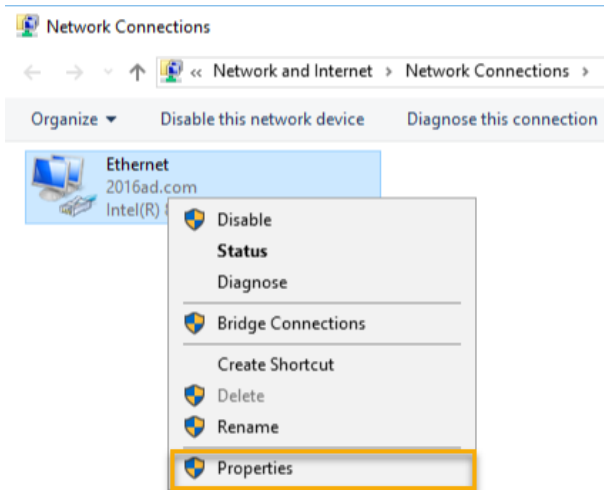 Network Connections
« Network and Internet > Network Connections >
Organize Disable this network device Diagnose this connection
Ethernet
2016ad.com
Intel(R)
Disable
Status
Diagnose
Bridge Connections
Create Shortcut
Delete
Rename
Properties